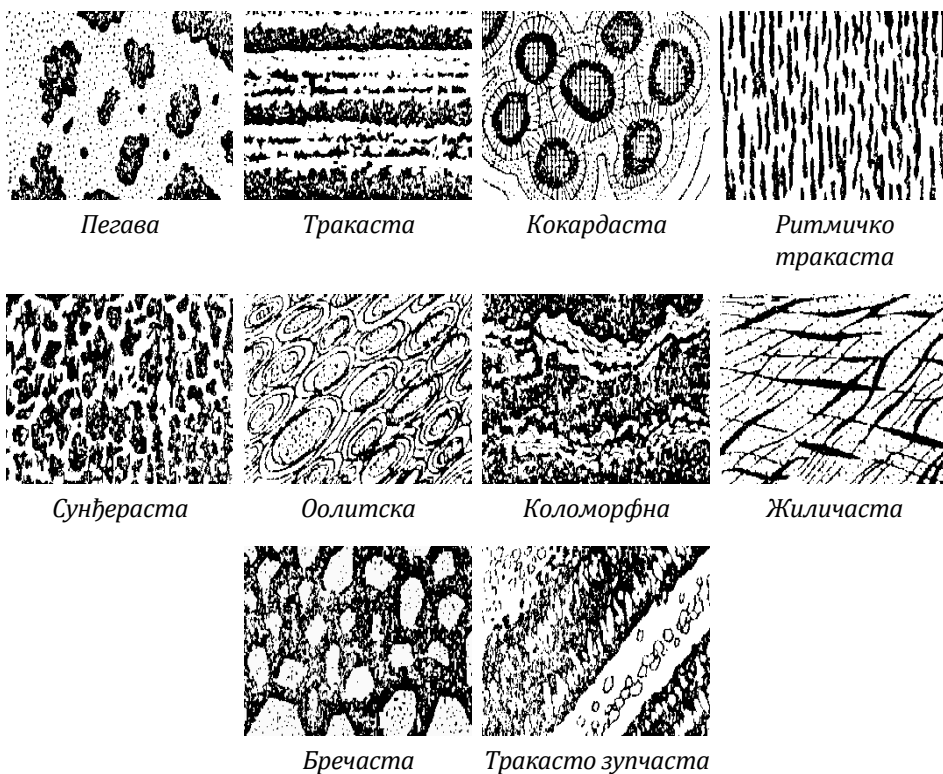 Пегава
Тракаста
Кокардаста
Ритмичко
тракаста
Сунђераста
Оолитска
Коломорфна
Жиличаста
Бречаста
Тракасто зупчаста